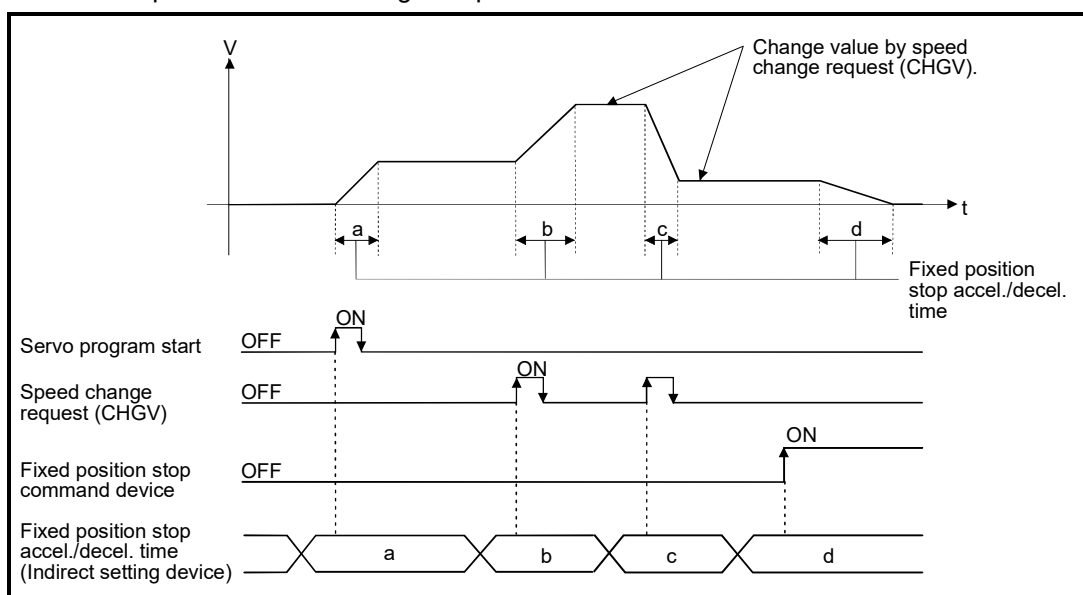 V
Change value by speed
change request (CHGV).
t
a
b
c
d
Fixed position
stop accel./decel.
time
ON
Servo program start
OFF
ON
Speed change
request (CHGV)
OFF
ON
Fixed position stop
command device
OFF
Fixed position stop
accel./decel. time
(Indirect setting device)
a
b
c
d